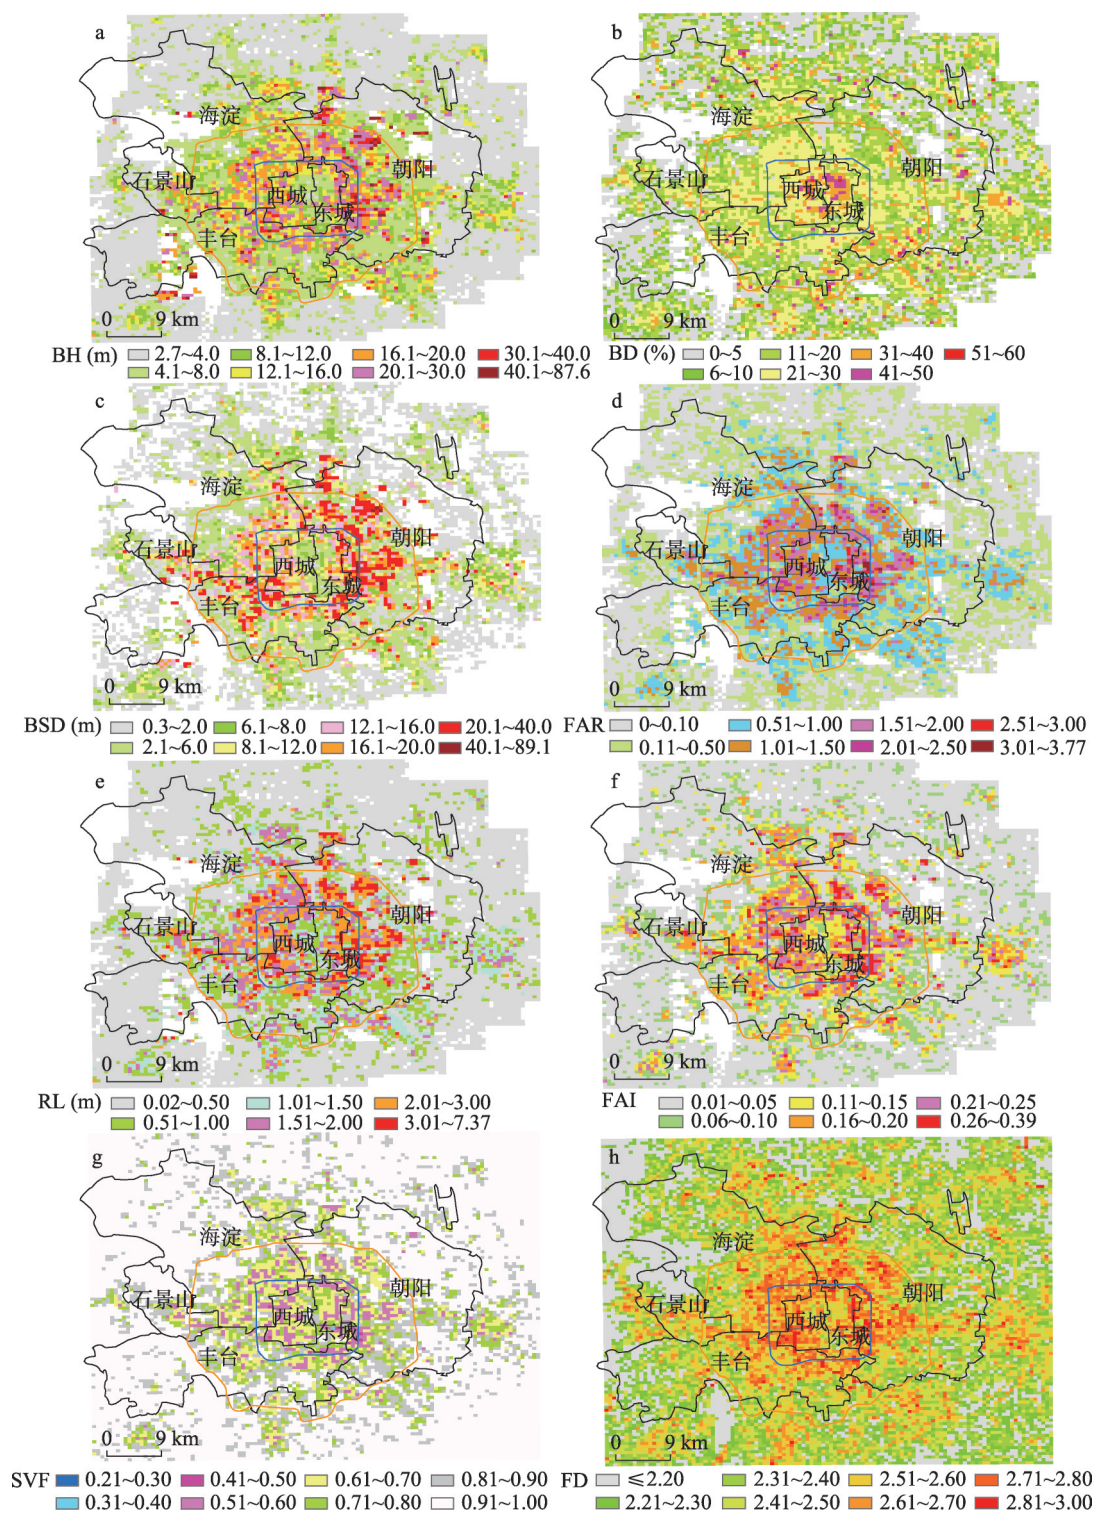 a
海淀
朝阳
石景山
西城
东城
丰台
0 9 km
BH (m) 2.7~4.0 8.1~12.0 16.1~20.0 30.1~40.0
4.1~8.0 12.1~16.0 20.1~30.0 40.1~87.6
b
海淀
朝阳
石景山
西城
东城
丰台
0 9 km
BD (%) 0~5 11~20 31~40 51~60
6~10 21~30 41~50
c
海淀
朝阳
石景山
西城
东城
丰台
0 9 km
BSD (m) 0.3~2.0 6.1~8.0 12.1~16.0 20.1~40.0
2.1~6.0 8.1~12.0 16.1~20.0 40.1~89.1
d
海淀
朝阳
石景山
西城
东城
丰台
0 9 km
FAR 0~0.10 0.51~1.00 1.51~2.00 2.51~3.00
0.11~0.50 1.01~1.50 2.01~2.50 3.01~3.77
e
海淀
朝阳
石景山
西城
东城
丰台
0 9 km
RL (m) 0.02~0.50 1.01~1.50 2.01~3.00
0.51~1.00 1.51~2.00 3.01~7.37
f
海淀
朝阳
石景山
西城
东城
丰台
0 9 km
FAI 0.01~0.05 0.11~0.15 0.21~0.25
0.06~0.10 0.16~0.20 0.26~0.39
g
海淀
朝阳
石景山
西城
东城
丰台
0 9 km
SVF 0.21~0.30 0.41~0.50 0.61~0.70 0.81~0.90
0.31~0.40 0.51~0.60 0.71~0.80 0.91~1.00
h
海淀
朝阳
石景山
西城
东城
丰台
0 9 km
FD ≤2.20 2.31~2.40 2.51~2.60 2.71~2.80
2.21~2.30 2.41~2.50 2.61~2.70 2.81~3.00